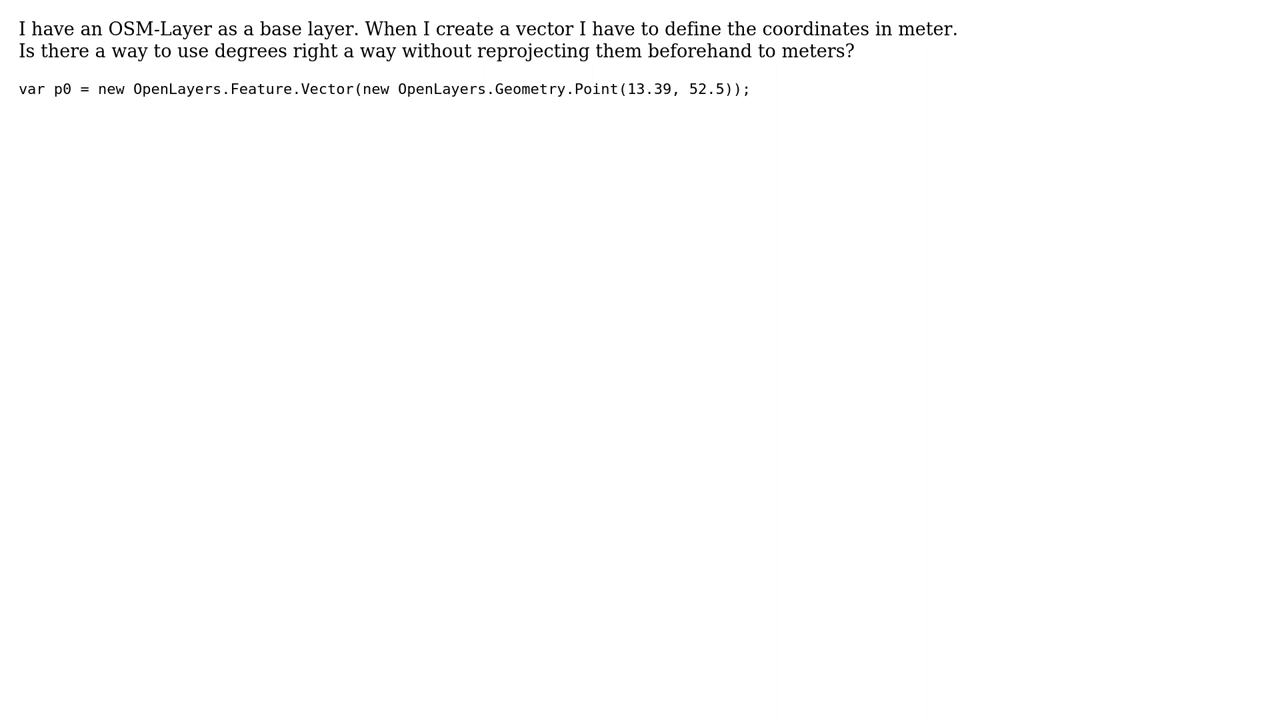 I have an OSM-Layer as a base layer. When I create a vector I have to define the coordinates in meter.
Is there a way to use degrees right a way without reprojecting them beforehand to meters?
var p0 = new OpenLayers.Feature.Vector(new OpenLayers.Geometry.Point(13.39, 52.5));